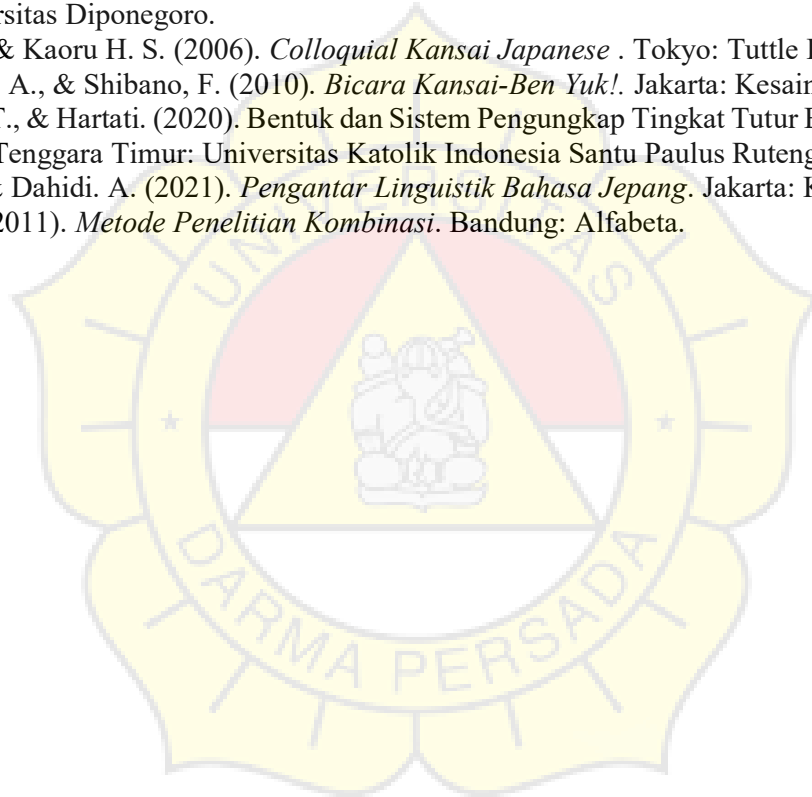 rsitas Diponegoro.
& Kaoru H. S. (2006). Colloquial Kansai Japanese . Tokyo: Tuttle
A., & Shibano, F. (2010). Bicara Kansai-Ben Yuk!. Jakarta: Kesain
T., & Hartati. (2020). Bentuk dan Sistem Pengungkap Tingkat Tutur
Tenggara Timur: Universitas Katolik Indonesia Santu Paulus Ruteng
& Dahidi. A. (2021). Pengantar Linguistik Bahasa Jepang. Jakarta: K
2011). Metode Penelitian Kombinasi. Bandung: Alfabeta.
UNIVERSITAS
DARMA PERSADA